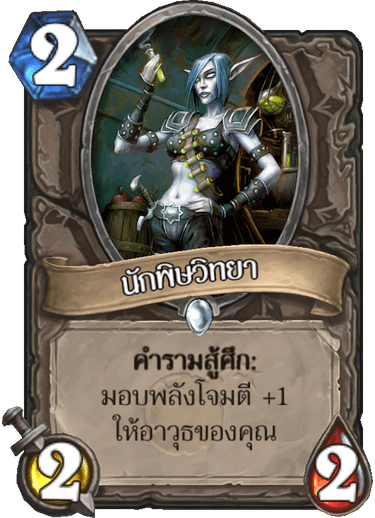 2
นักพิษวิทยา
คำรามสู้ศึก:
มอบพลังโจมตี +1
ให้อาวุธของคุณ
2
2